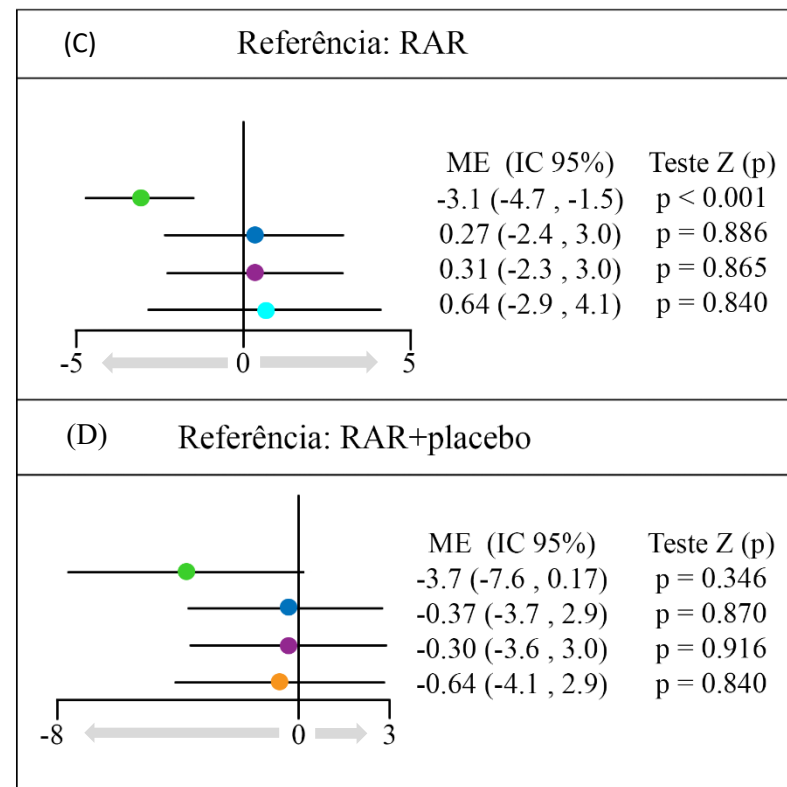 (C) Referência: RAR
ME (IC 95%) Teste Z (p)
-3.1 (-4.7 , -1.5) p < 0.001
0.27 (-2.4 , 3.0) p = 0.886
0.31 (-2.3 , 3.0) p = 0.865
0.64 (-2.9 , 4.1) p = 0.840
-5 0 5
(D) Referência: RAR+placebo
ME (IC 95%) Teste Z (p)
-3.7 (-7.6 , 0.17) p = 0.346
-0.37 (-3.7 , 2.9) p = 0.870
-0.30 (-3.6 , 3.0) p = 0.916
-0.64 (-4.1 , 2.9) p = 0.840
-8 0 3